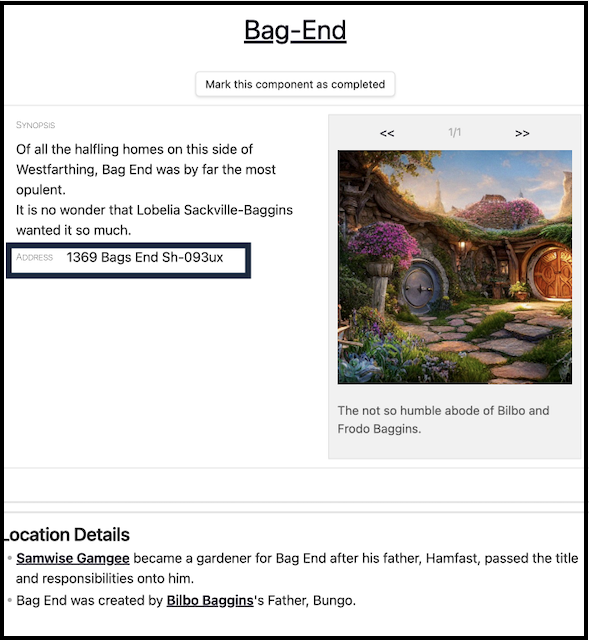 Bag-End
Mark this component as completed
SYNOPSIS
Of all the halfling homes on this side of
Westfarthing, Bag End was by far the most
opulent.
It is no wonder that Lobelia Sackville-Baggins
wanted it so much.
ADDRESS 1369 Bags End Sh-093ux
<< 1/1 >>
The not so humble abode of Bilbo and
Frodo Baggins.
Location Details
• Samwise Gamgee became a gardener for Bag End after his father, Hamfast, passed the title
and responsibilities onto him.
• Bag End was created by Bilbo Baggins's Father, Bungo.